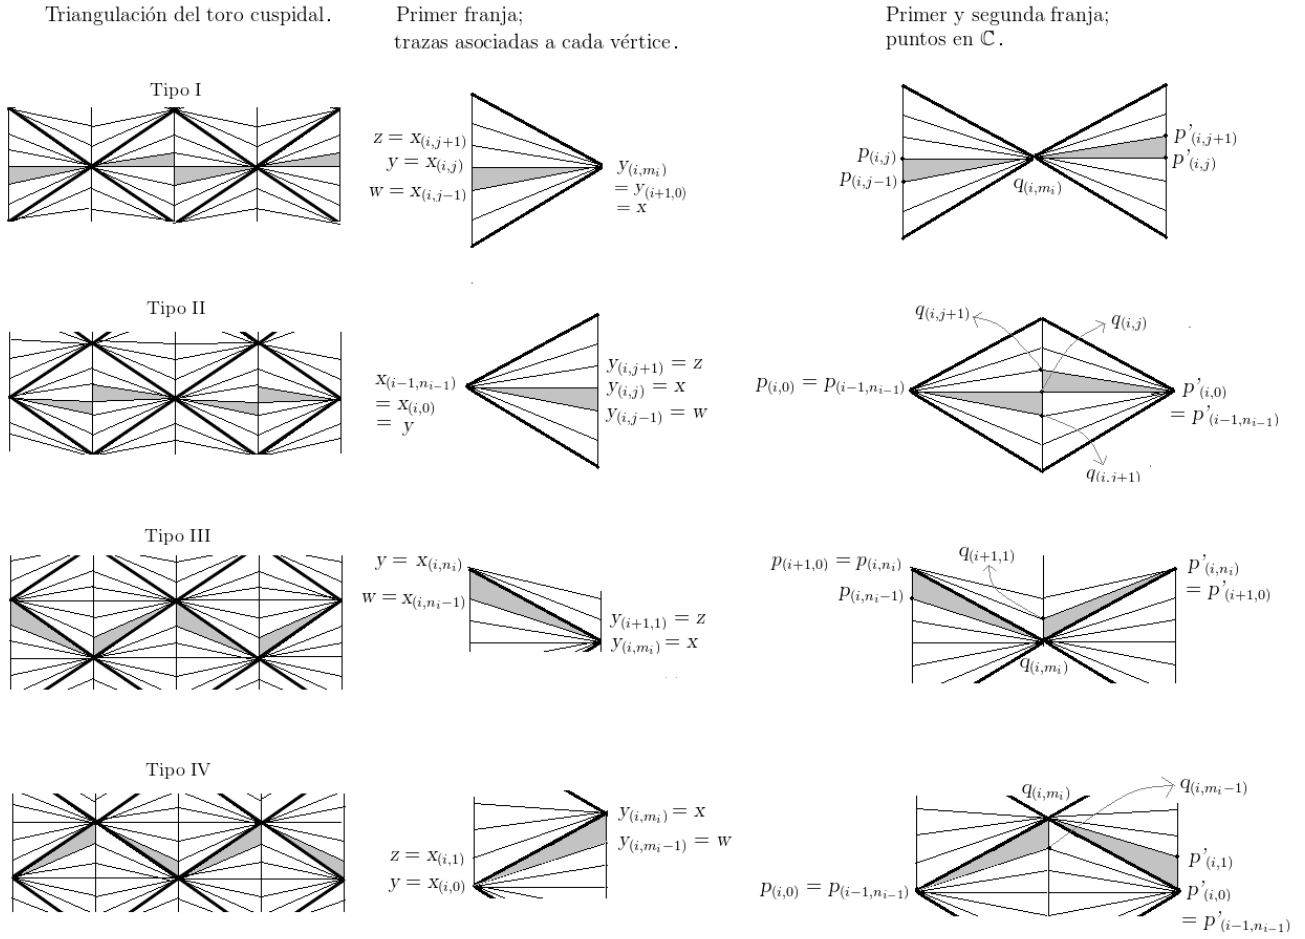 Triangulación del toro cuspidal.
Primer franja;
trazas asociadas a cada vértice.
Primer y segunda franja;
puntos en ℂ.
Tipo I
z = x(i,j+1)
y = x(i,j)
w = x(i,j−1)
y(i,mi)
= y(i+1,0)
= x
p(i,j)
p(i,j−1)
q(i,mi)
p'(i,j+1)
p'(i,j)
Tipo II
x(i−1,ni−1)
= x(i,0)
= y
y(i,j+1) = z
y(i,j) = x
y(i,j−1) = w
q(i,j+1)
q(i,j)
p(i,0) = p(i−1,ni−1)
p'(i,0)
= p'(i−1,ni−1)
q(i,j+1)
Tipo III
y = x(i,ni)
w = x(i,ni−1)
y(i+1,1) = z
y(i,mi) = x
p(i+1,0) = p(i,ni)
p(i,ni−1)
q(i+1,1)
p'(i,ni)
= p'(i+1,0)
q(i,mi)
Tipo IV
z = x(i,1)
y = x(i,0)
y(i,mi) = x
y(i,mi−1) = w
q(i,mi)
q(i,mi−1)
p(i,0) = p(i−1,ni−1)
p'(i,1)
p'(i,0)
= p'(i−1,ni−1)